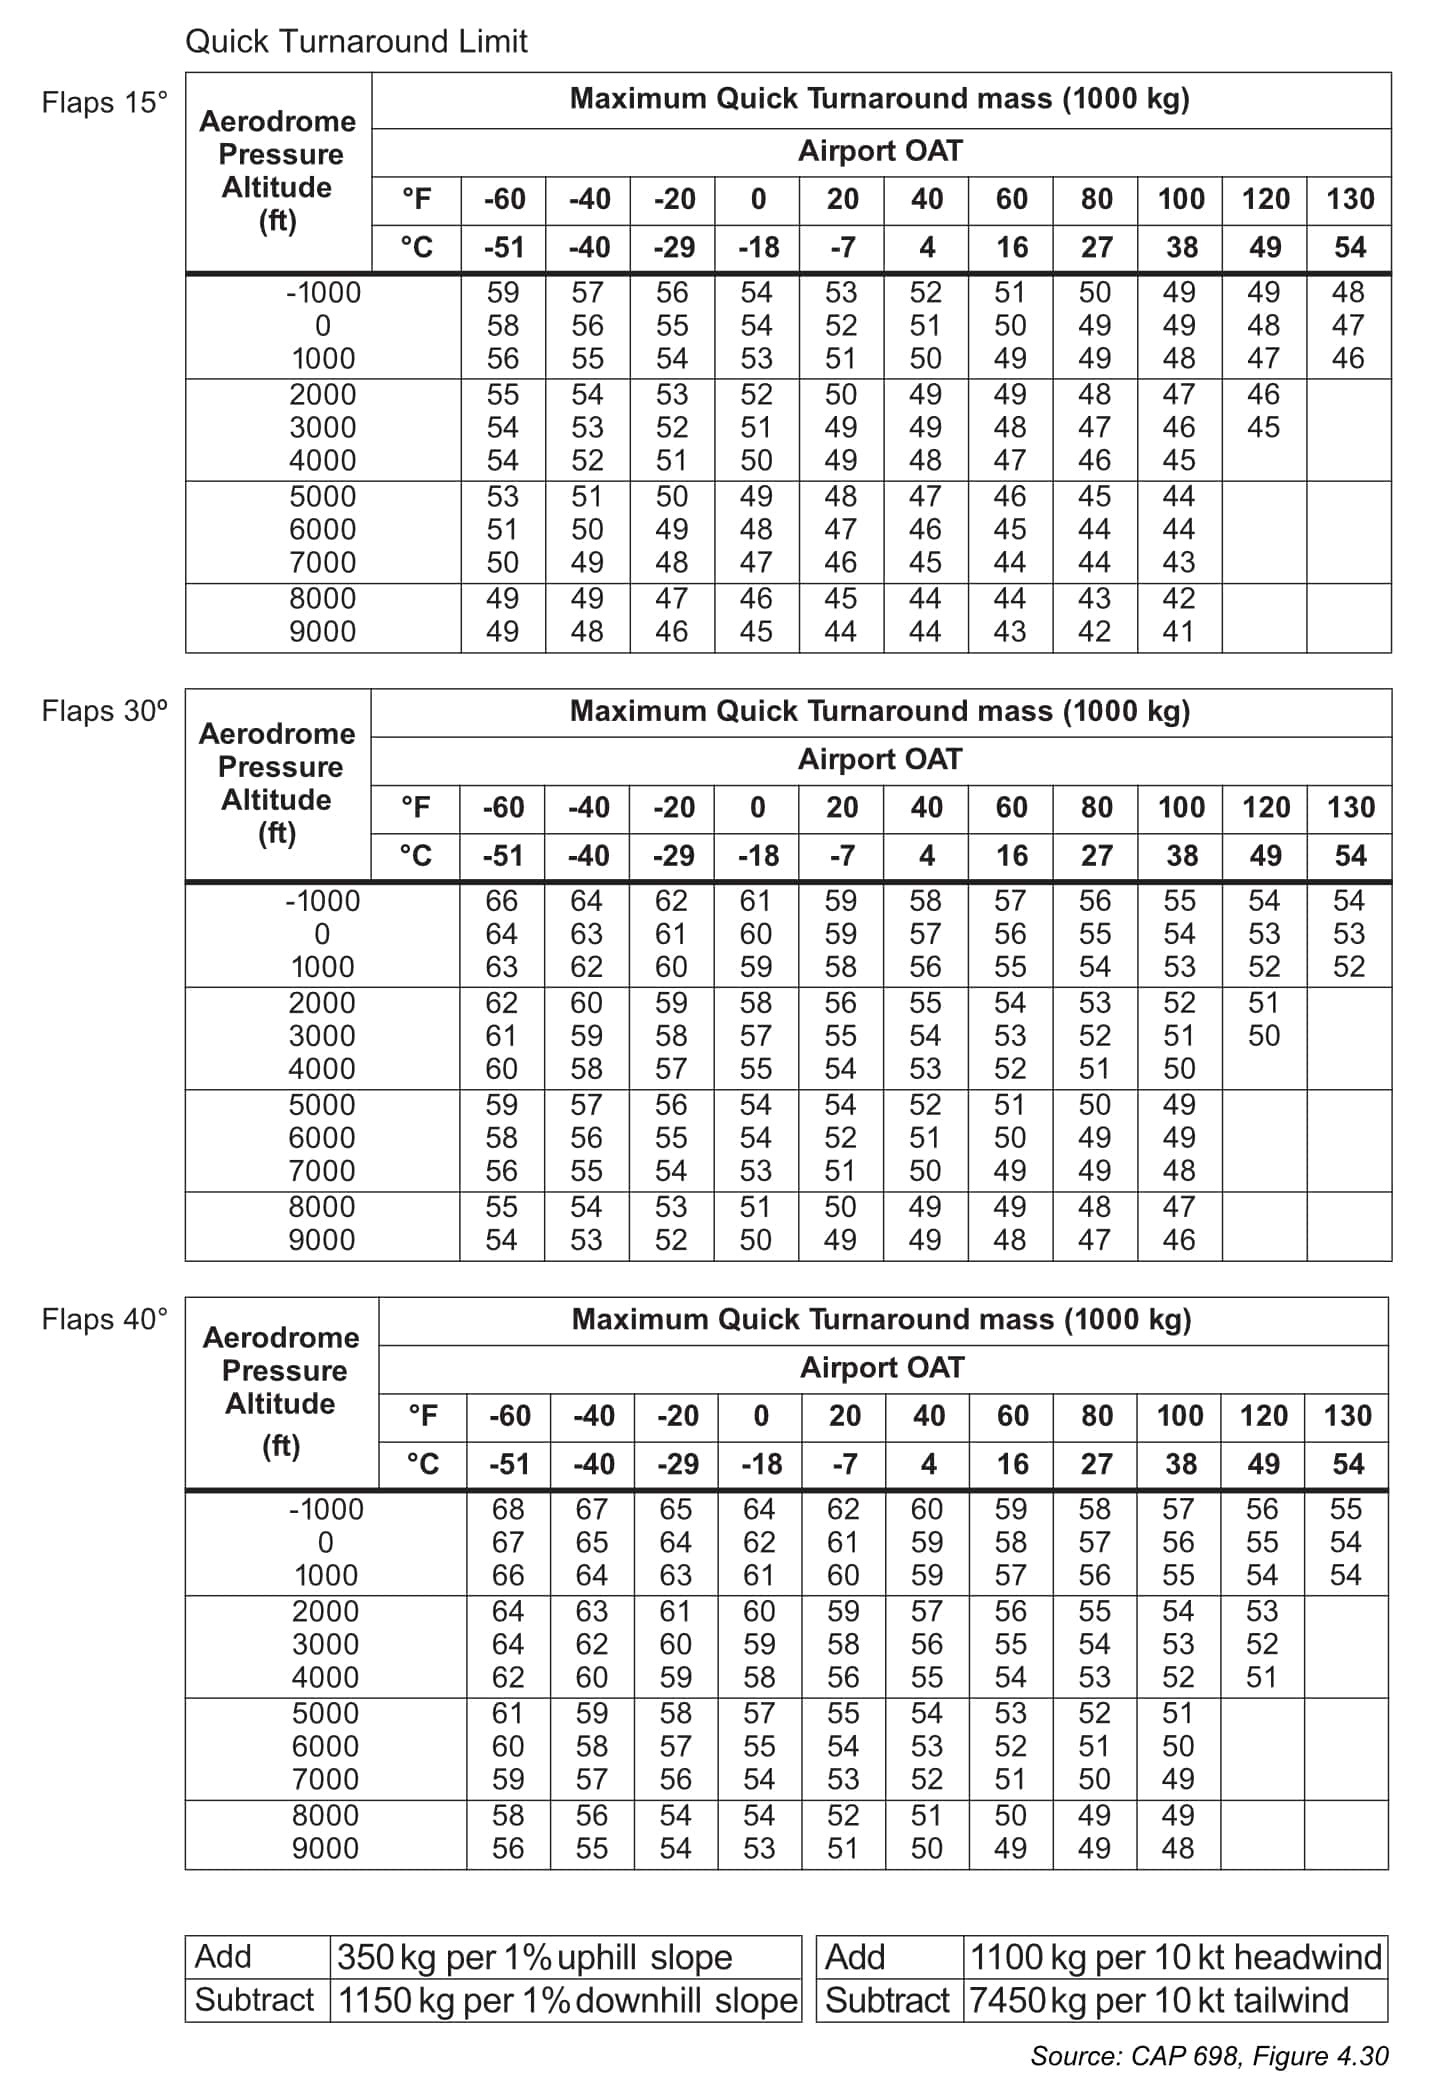 Quick Turnaround Limit
Flaps 15°
Aerodrome Pressure Altitude (ft)
Maximum Quick Turnaround mass (1000 kg)
Airport OAT
°F -60 -40 -20 0 20 40 60 80 100 120 130
°C -51 -40 -29 -18 -7 4 16 27 38 49 54
-1000 59 57 56 54 53 52 51 50 49 49 48
0 58 56 55 54 52 51 50 49 49 48 47
1000 56 55 54 53 51 50 49 49 48 47 46
2000 55 54 53 52 50 49 49 48 47 46
3000 54 53 52 51 49 49 48 47 46 45
4000 54 52 51 50 49 48 47 46 45
5000 53 51 50 49 48 47 46 45 44
6000 51 50 49 48 47 46 45 44 44
7000 50 49 48 47 46 45 44 44 43
8000 49 49 47 46 45 44 44 43 42
9000 49 48 46 45 44 44 43 42 41
Flaps 30º
Aerodrome Pressure Altitude (ft)
Maximum Quick Turnaround mass (1000 kg)
Airport OAT
°F -60 -40 -20 0 20 40 60 80 100 120 130
°C -51 -40 -29 -18 -7 4 16 27 38 49 54
-1000 66 64 62 61 59 58 57 56 55 54 54
0 64 63 61 60 59 57 56 55 54 53 53
1000 63 62 60 59 58 56 55 54 53 52 52
2000 62 60 59 58 56 55 54 53 52 51
3000 61 59 58 57 55 54 53 52 51 50
4000 60 58 57 55 54 53 52 51 50
5000 59 57 56 54 54 52 51 50 49
6000 58 56 55 54 52 51 50 49 49
7000 56 55 54 53 51 50 49 49 48
8000 55 54 53 51 50 49 49 48 47
9000 54 53 52 50 49 49 48 47 46
Flaps 40°
Aerodrome Pressure Altitude (ft)
Maximum Quick Turnaround mass (1000 kg)
Airport OAT
°F -60 -40 -20 0 20 40 60 80 100 120 130
°C -51 -40 -29 -18 -7 4 16 27 38 49 54
-1000 68 67 65 64 62 60 59 58 57 56 55
0 67 65 64 62 61 59 58 57 56 55 54
1000 66 64 63 61 60 59 57 56 55 54 54
2000 64 63 61 60 59 57 56 55 54 53
3000 64 62 60 59 58 56 55 54 53 52
4000 62 60 59 58 56 55 54 53 52 51
5000 61 59 58 57 55 54 53 52 51
6000 60 58 57 55 54 53 52 51 50
7000 59 57 56 54 53 52 51 50 49
8000 58 56 54 54 52 51 50 49 49
9000 56 55 54 53 51 50 49 49 48
Add 350 kg per 1% uphill slope
Subtract 1150 kg per 1% downhill slope
Add 1100 kg per 10 kt headwind
Subtract 7450 kg per 10 kt tailwind
Source: CAP 698, Figure 4.30